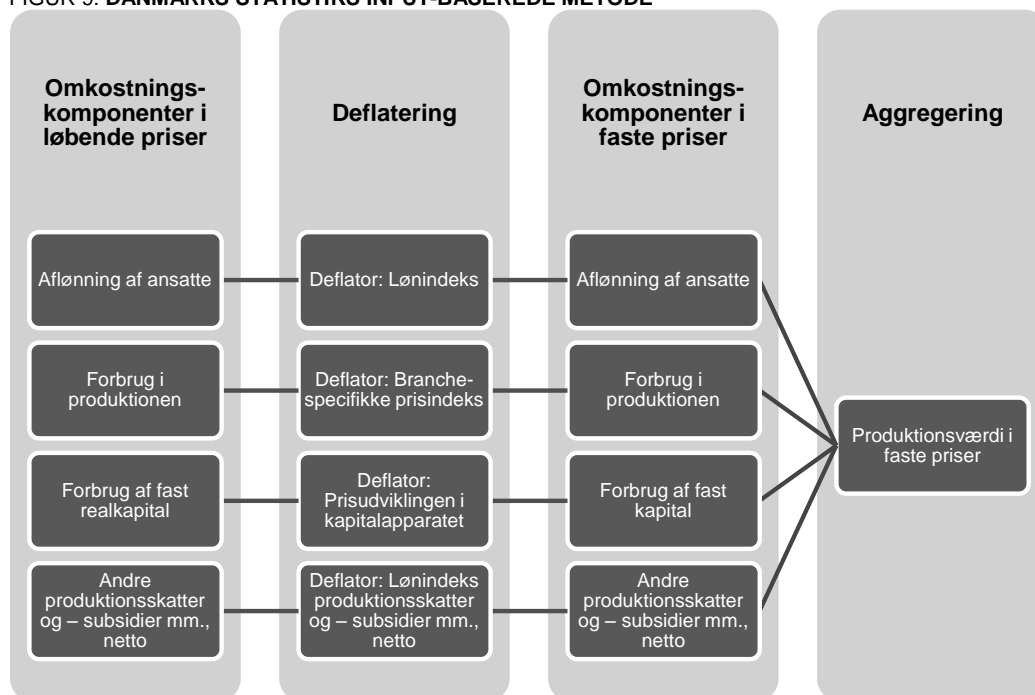 FIGUR 9. DANMARKS STATISTIKS INPUT-BASEREDE METODE
Omkostnings-
komponenter i
løbende priser
Deflatering
Omkostnings-
komponenter i
faste priser
Aggregering
Aflønning af ansatte
Deflator: Lønindeks
Aflønning af ansatte
Forbrug i
produktionen
Deflator: Branche-
specifikke prisindeks
Forbrug i
produktionen
Produktionsværdi i
faste priser
Forbrug af fast
realkapital
Deflator:
Prisudviklingen i
kapitalapparatet
Forbrug af fast
kapital
Andre
produktionsskatter
og – subsidier mm.,
netto
Deflator: Lønindeks
produktionsskatter
og – subsidier mm.,
netto
Andre
produktionsskatter
og – subsidier mm.,
netto